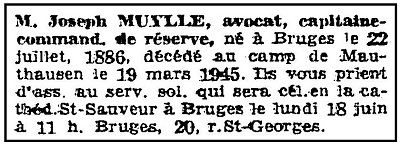 M. Joseph MUYLLE, avocat, capitaine-
command. de réserve, né à Bruges le 22
juillet, 1886, décédé au camp de Mau-
thausen le 19 mars 1945. Ils vous prient
d'ass. au serv. sol. qui sera cél. en la ca-
théd. St-Sauveur à Bruges le lundi 18 juin
à 11 h. Bruges, 20, r. St-Georges.